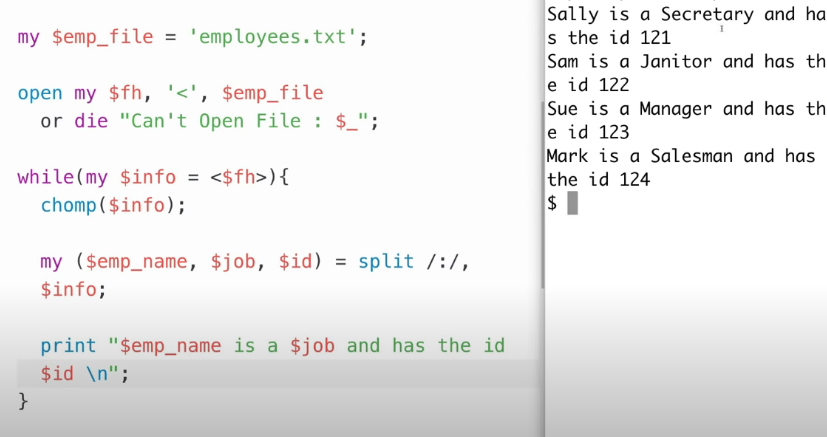 my $emp_file = 'employees.txt';
open my $fh, '<', $emp_file
or die "Can't Open File : $_";
while(my $info = <$fh>){
chomp($info);
my ($emp_name, $job, $id) = split /:/,
$info;
print "$emp_name is a $job and has the id
$id \n";
}
Sally is a Secretary and ha
s the id 121
Sam is a Janitor and has th
e id 122
Sue is a Manager and has th
e id 123
Mark is a Salesman and has
the id 124
$